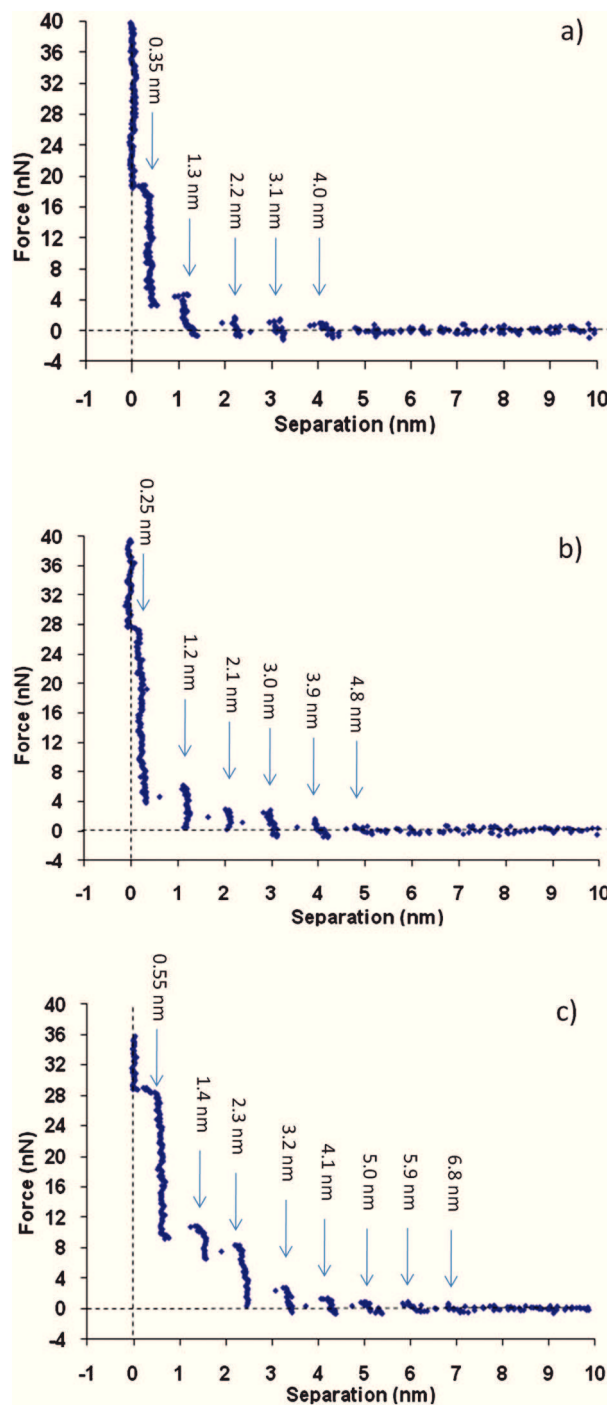 a)
40
36
32
28
24
20
16
12
8
4
0
-4
Force (nN)
0.35 nm
1.3 nm
2.2 nm
3.1 nm
4.0 nm
-1 0 1 2 3 4 5 6 7 8 9 10
Separation (nm)
b)
40
36
32
28
24
20
16
12
8
4
0
-4
Force (nN)
0.25 nm
1.2 nm
2.1 nm
3.0 nm
3.9 nm
4.8 nm
-1 0 1 2 3 4 5 6 7 8 9 10
Separation (nm)
c)
40
36
32
28
24
20
16
12
8
4
0
-4
Force (nN)
0.55 nm
1.4 nm
2.3 nm
3.2 nm
4.1 nm
5.0 nm
5.9 nm
6.8 nm
-1 0 1 2 3 4 5 6 7 8 9 10
Separation (nm)